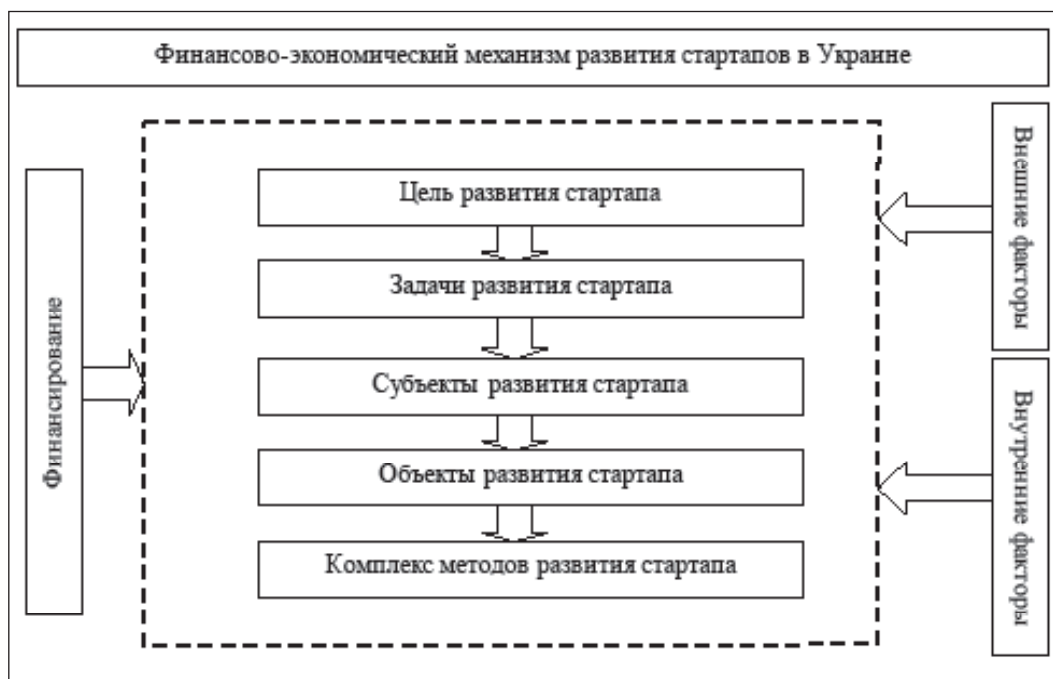 Финансово-экономический механизм развития стартапов в Украине
Финансирование
Цель развития стартапа
Задачи развития стартапа
Субъекты развития стартапа
Объекты развития стартапа
Комплекс методов развития стартапа
Внешние факторы
Внутренние факторы